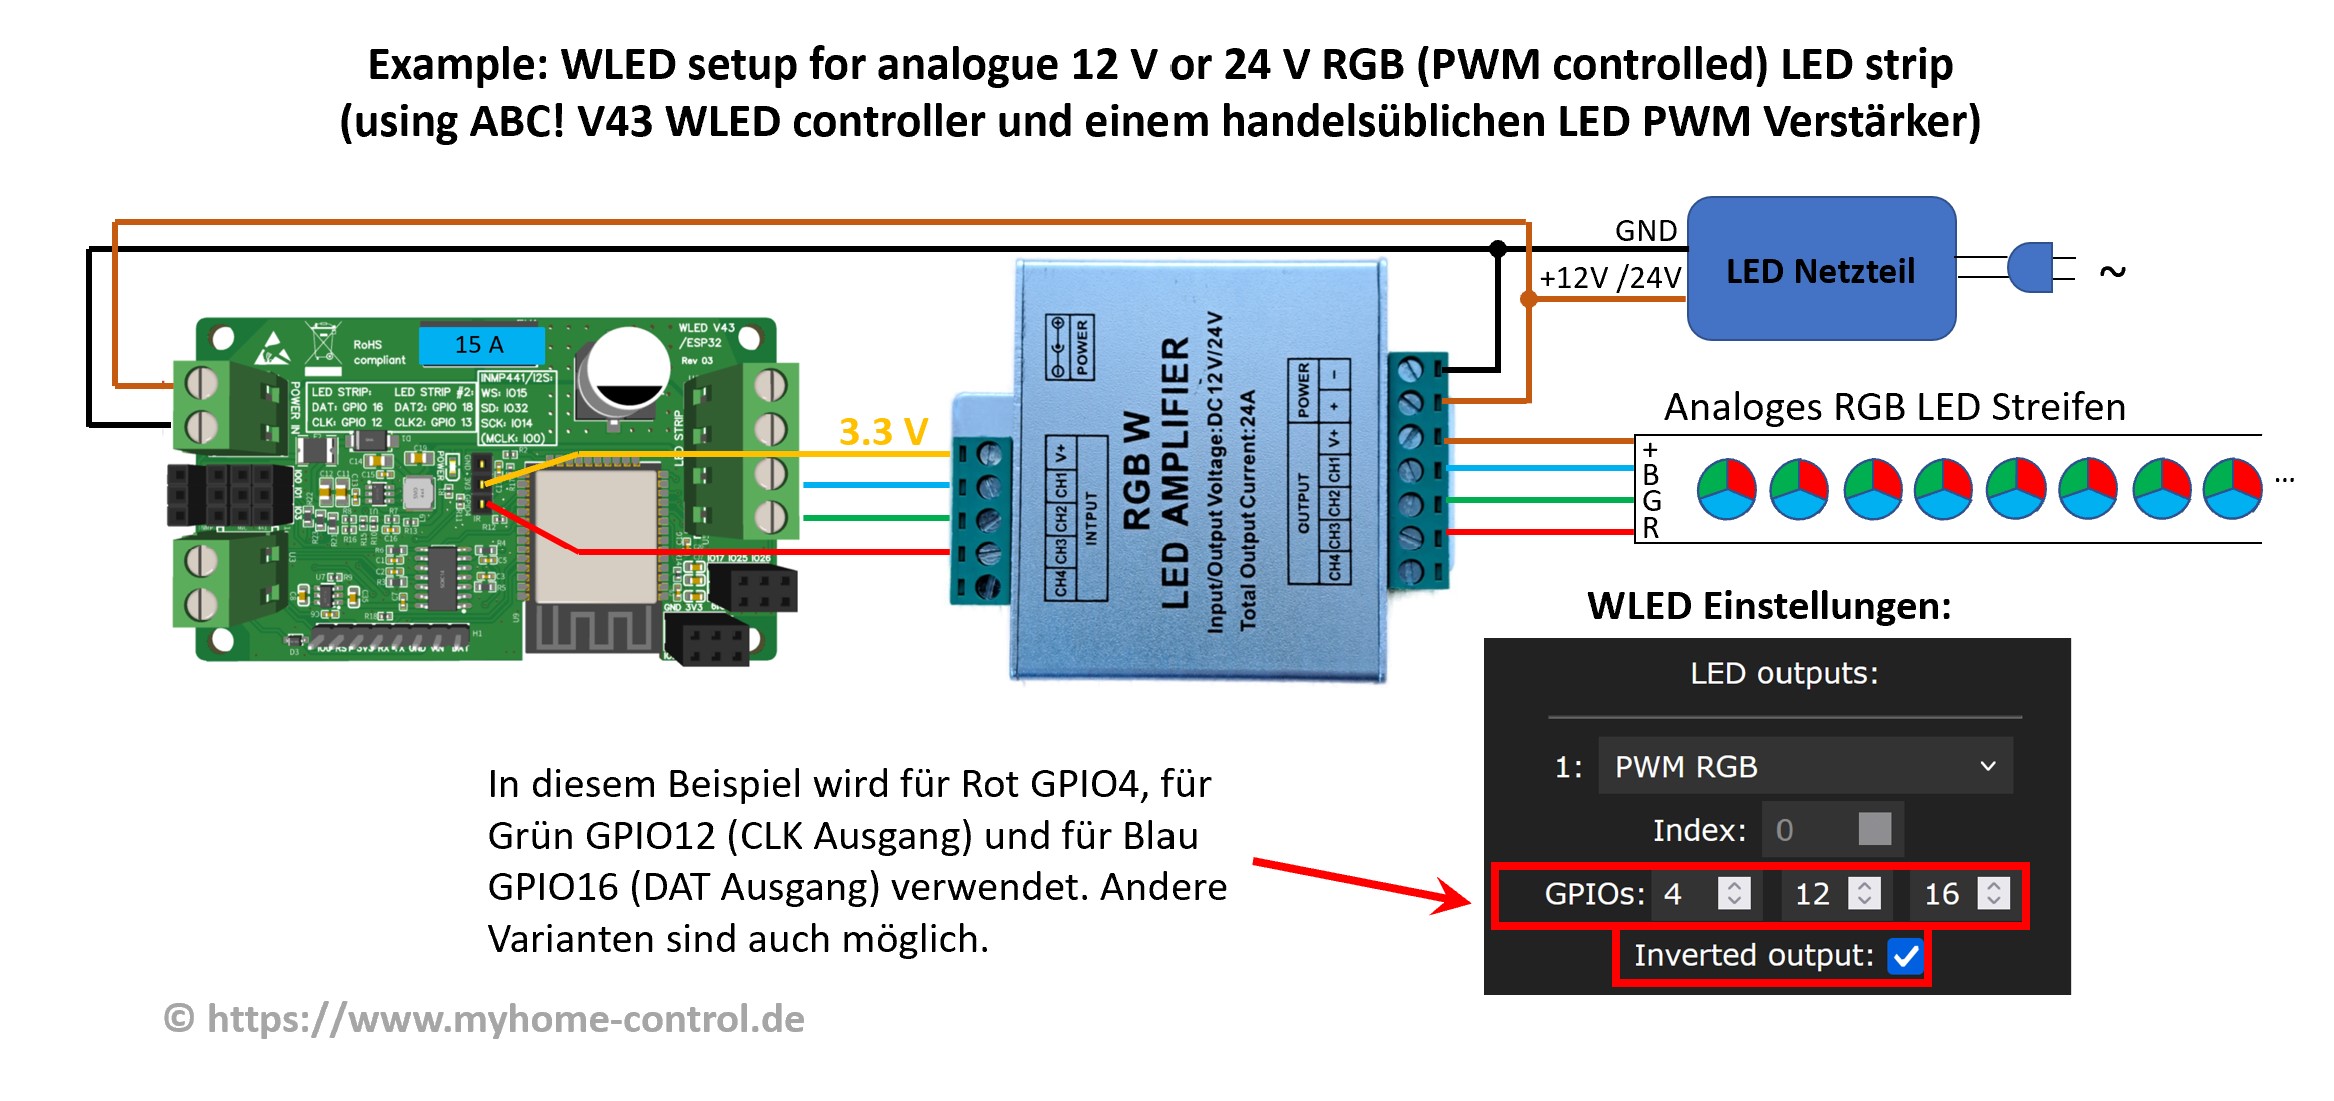 Example: WLED setup for analogue 12 V or 24 V RGB (PWM controlled) LED strip
(using ABC! V43 WLED controller und einem handelsüblichen LED PWM Verstärker)
GND
+12V /24V
LED Netzteil
~
RoHS
compliant
15 A
WLED V43
/ESP32
Rev 03
POWER IN
LED STRIP:
DAT: GPIO 16
CLK: GPIO 12
LED STRIP #2:
DAT2: GPIO 18
CLK2: GPIO 13
INMP441/I2S:
WS: IO15
SD: IO32
SCK: IO14
(MCLK: IO0)
LED STRIP
POWER
GND 3V3
IO17 IO25 IO26
3.3 V
POWER
INTPUT
V+
CH1
CH2
CH3
CH4
RGB W
LED AMPLIFIER
Input/Output Voltage:DC12V/24V
Total Output Current:24A
POWER
- +
OUTPUT
V+
CH1
CH2
CH3
CH4
Analoges RGB LED Streifen
+
B
G
R
...
WLED Einstellungen:
LED outputs:
1: PWM RGB
Index: 0
GPIOs: 4 12 16
Inverted output:
In diesem Beispiel wird für Rot GPIO4, für
Grün GPIO12 (CLK Ausgang) und für Blau
GPIO16 (DAT Ausgang) verwendet. Andere
Varianten sind auch möglich.
© https://www.myhome-control.de